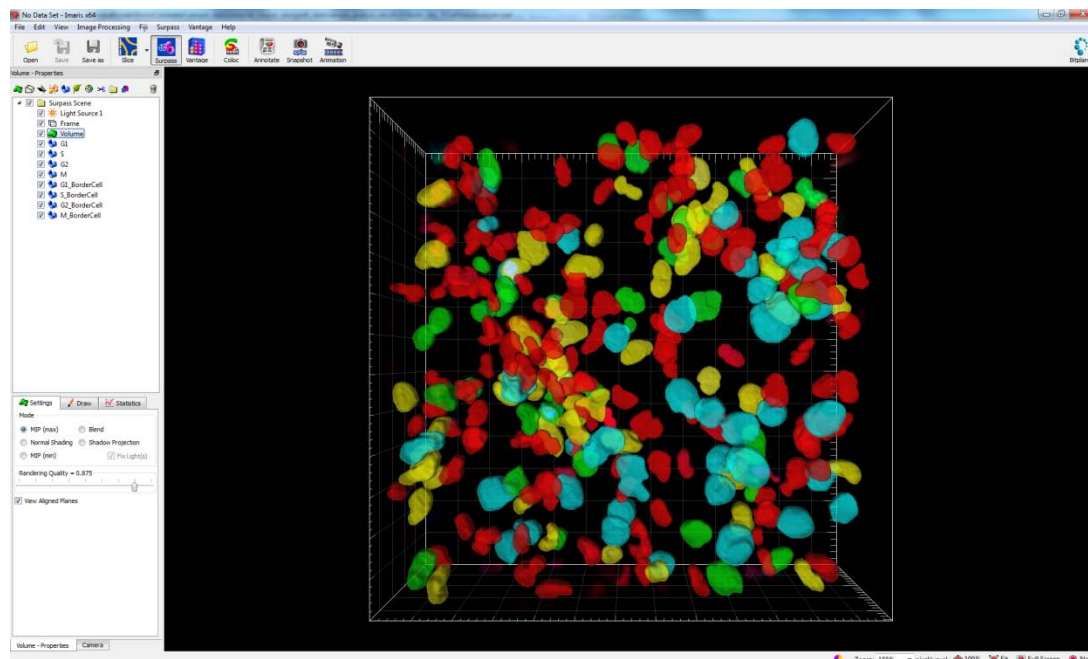 No Data Set - Imaris x64
File Edit View Image Processing Fiji Surpass Vantage Help
Open Save Save as Slice Surpass Vantage Coloc Annotate Snapshot Animation Bitplan
Volume - Properties
Surpass Scene
Light Source 1
Frame
Volume
G1
S
G2
M
G1_BorderCell
S_BorderCell
G2_BorderCell
M_BorderCell
Settings Draw Statistics
Mode
MIP (max) Blend
Normal Shading Shadow Projection
MIP (min) Fix Light(s)
Rendering Quality = 0.875
View Aligned Planes
Volume - Properties Camera